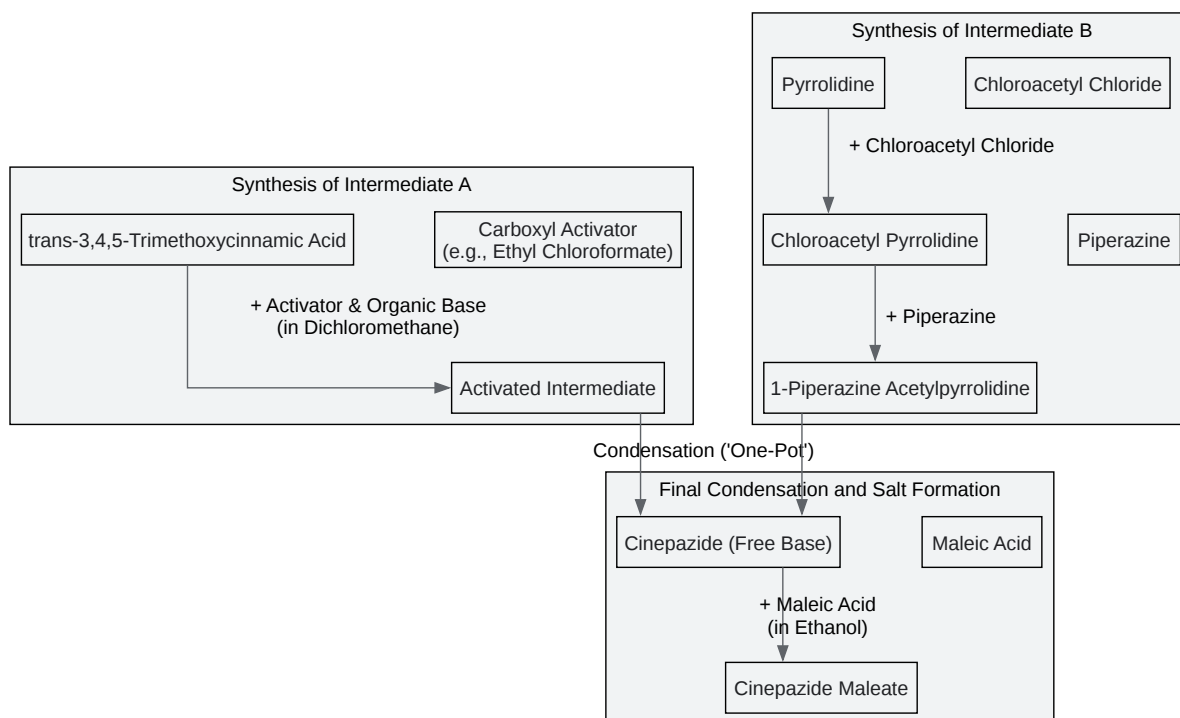 Synthesis of Intermediate B
Pyrrolidine
Chloroacetyl Chloride
+ Chloroacetyl Chloride
Chloroacetyl Pyrrolidine
Piperazine
+ Piperazine
1-Piperazine Acetylpyrrolidine
Synthesis of Intermediate A
trans-3,4,5-Trimethoxycinnamic Acid
Carboxyl Activator
(e.g., Ethyl Chloroformate)
+ Activator & Organic Base
(in Dichloromethane)
Activated Intermediate
Condensation ('One-Pot')
Final Condensation and Salt Formation
Cinepazide (Free Base)
Maleic Acid
+ Maleic Acid
(in Ethanol)
Cinepazide Maleate